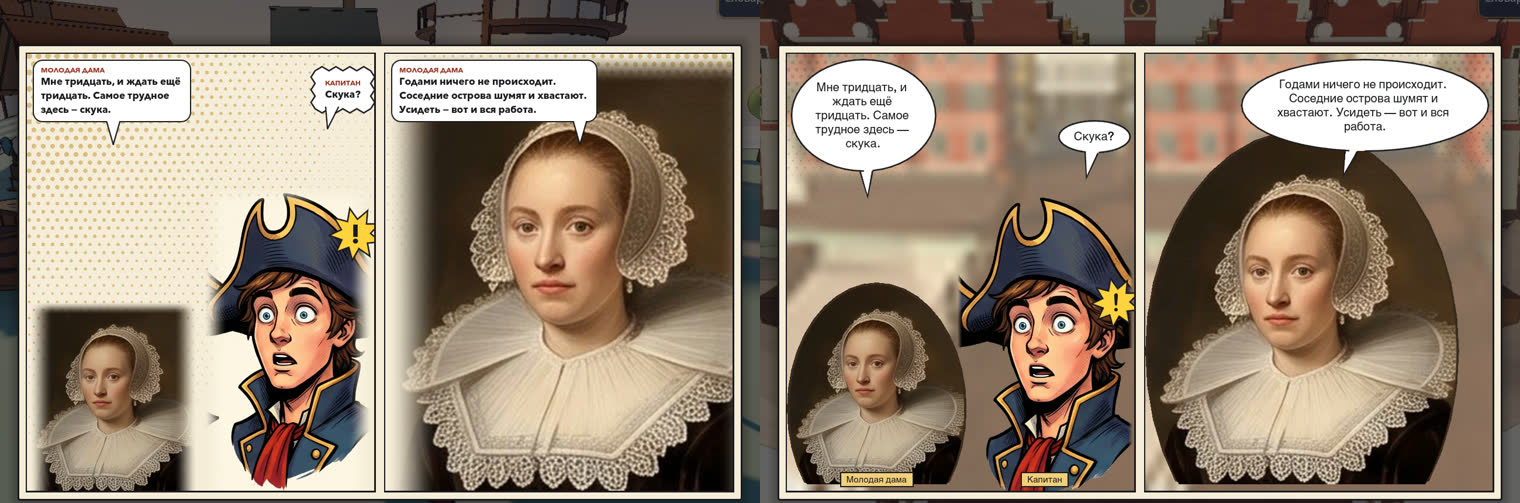 МОЛОДАЯ ДАМА
Мне тридцать, и ждать ещё
тридцать. Самое трудное
здесь – скука.
КАПИТАН
Скука?
!
МОЛОДАЯ ДАМА
Годами ничего не происходит.
Соседние острова шумят и хвастают.
Усидеть – вот и вся работа.
Мне тридцать, и
ждать ещё
тридцать. Самое
трудное здесь —
скука.
Скука?
!
Молодая дама
Капитан
Годами ничего не происходит.
Соседние острова шумят и
хвастают. Усидеть — вот и вся
работа.